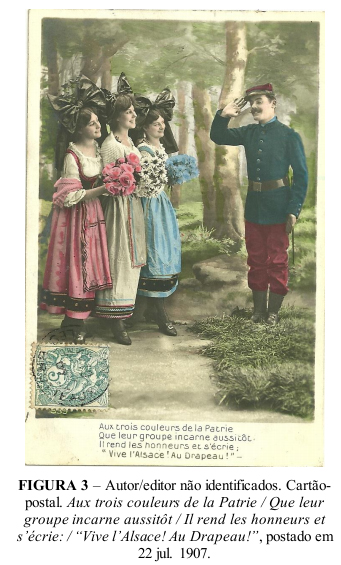 Aux trois couleurs de la Patrie
Que leur groupe incarne aussitôt.
Il rend les honneurs et s'écrie;
"Vive l'Alsace! Au Drapeau!" —
FIGURA 3 – Autor/editor não identificados. Cartão-
postal. Aux trois couleurs de la Patrie / Que leur
groupe incarne aussitôt / Il rend les honneurs et
s'écrie: / "Vive l'Alsace! Au Drapeau!", postado em
22 jul. 1907.